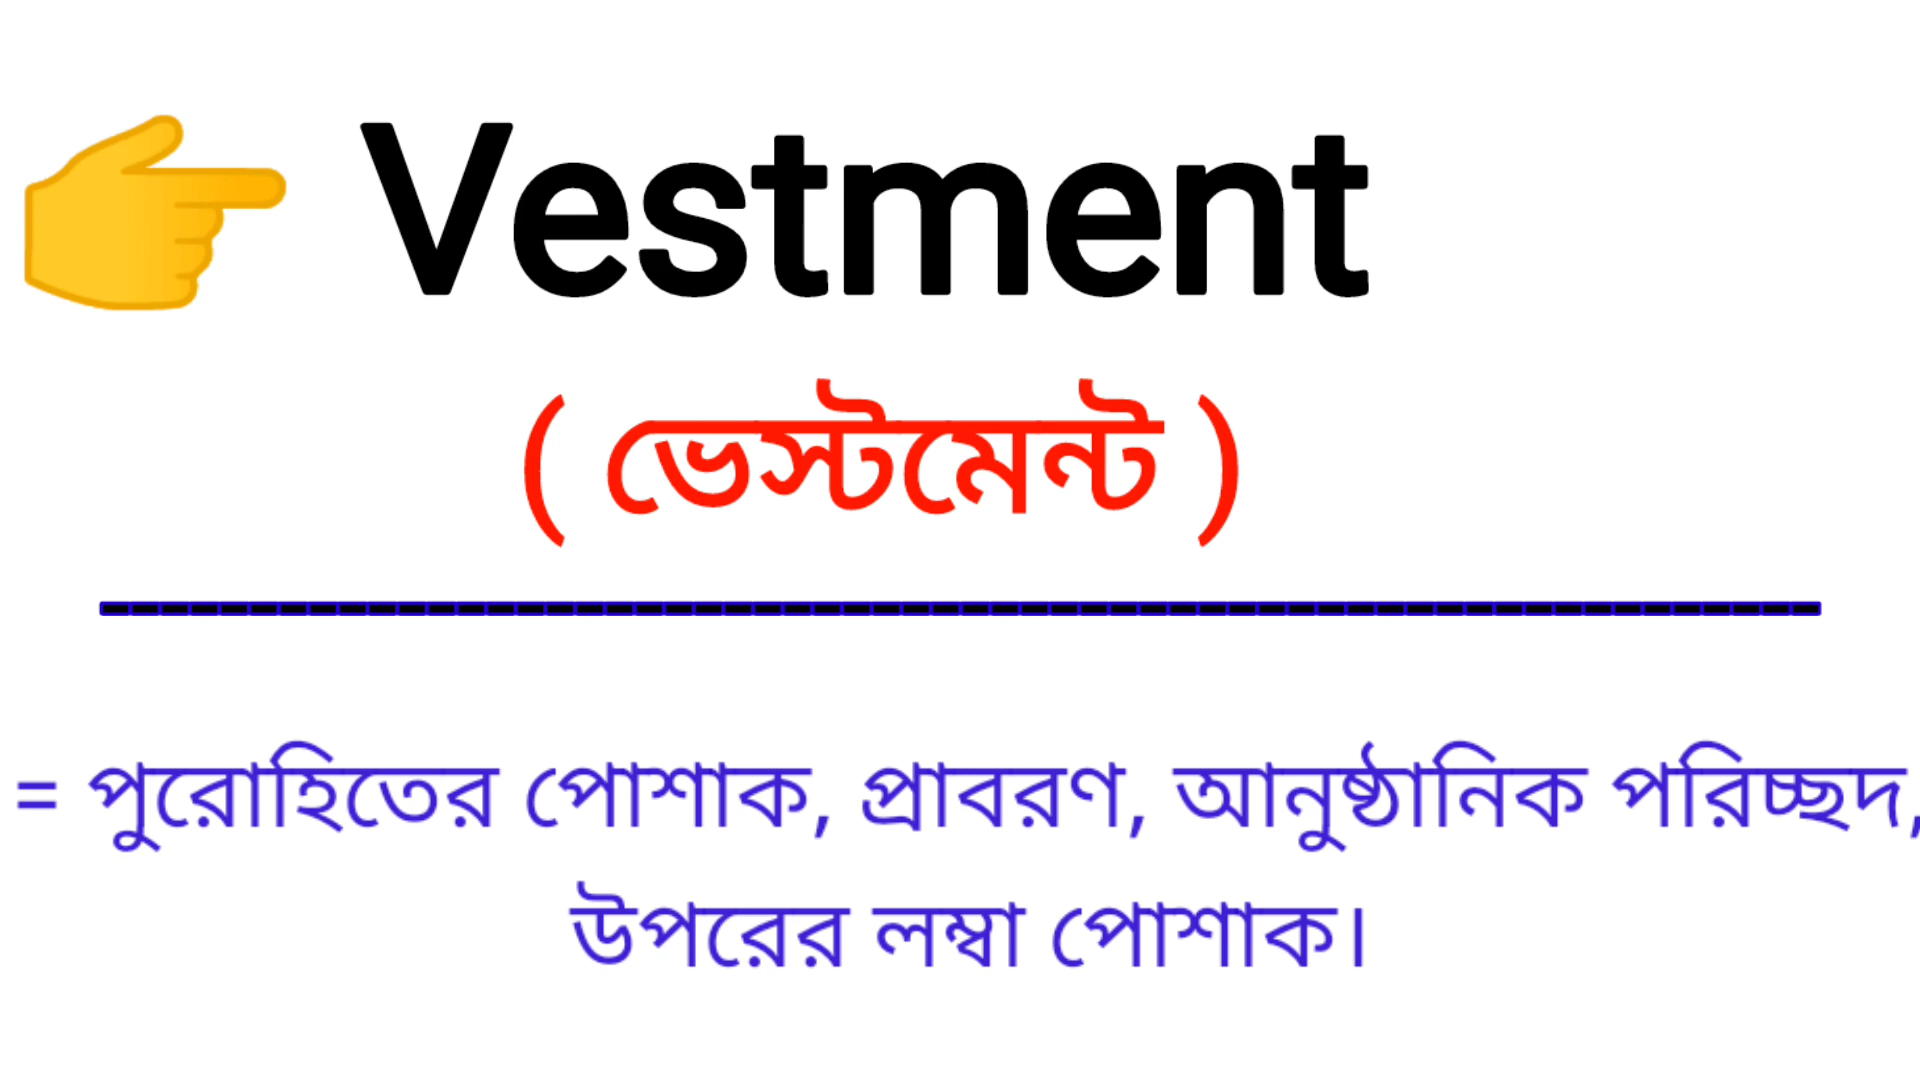 👉 Vestment
( ভেস্টমেন্ট )
= পুরোহিতের পোশাক, প্রাবরণ, আনুষ্ঠানিক পরিচ্ছদ,
উপরের লম্বা পোশাক।